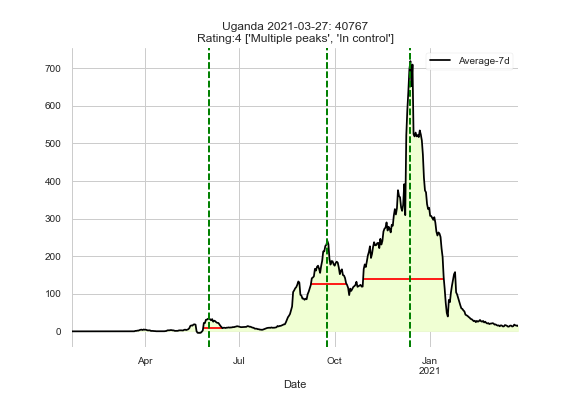 Uganda 2021-03-27: 40767
Rating:4 ['Multiple peaks', 'In control']
Average-7d
700
600
500
400
300
200
100
0
Apr
Jul
Oct
Jan
2021
Date